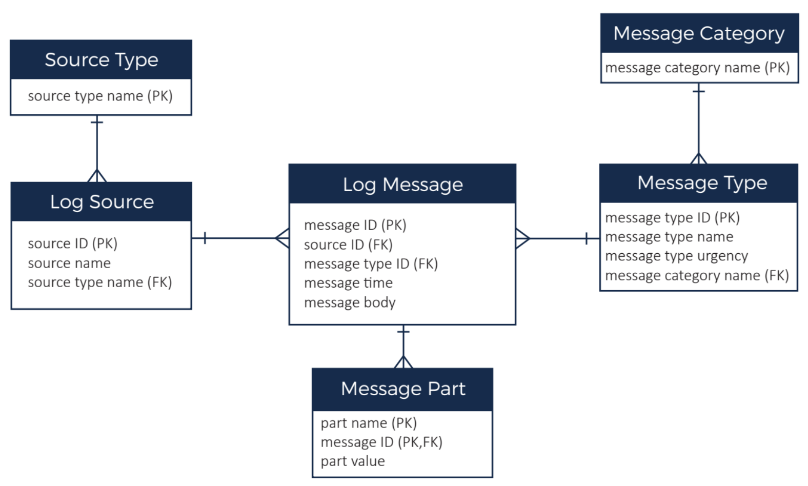 Source Type
source type name (PK)
Message Category
message category name (PK)
Log Source
source ID (PK)
source name
source type name (FK)
Log Message
message ID (PK)
source ID (FK)
message type ID (FK)
message time
message body
Message Type
message type ID (PK)
message type name
message type urgency
message category name (FK)
Message Part
part name (PK)
message ID (PK,FK)
part value